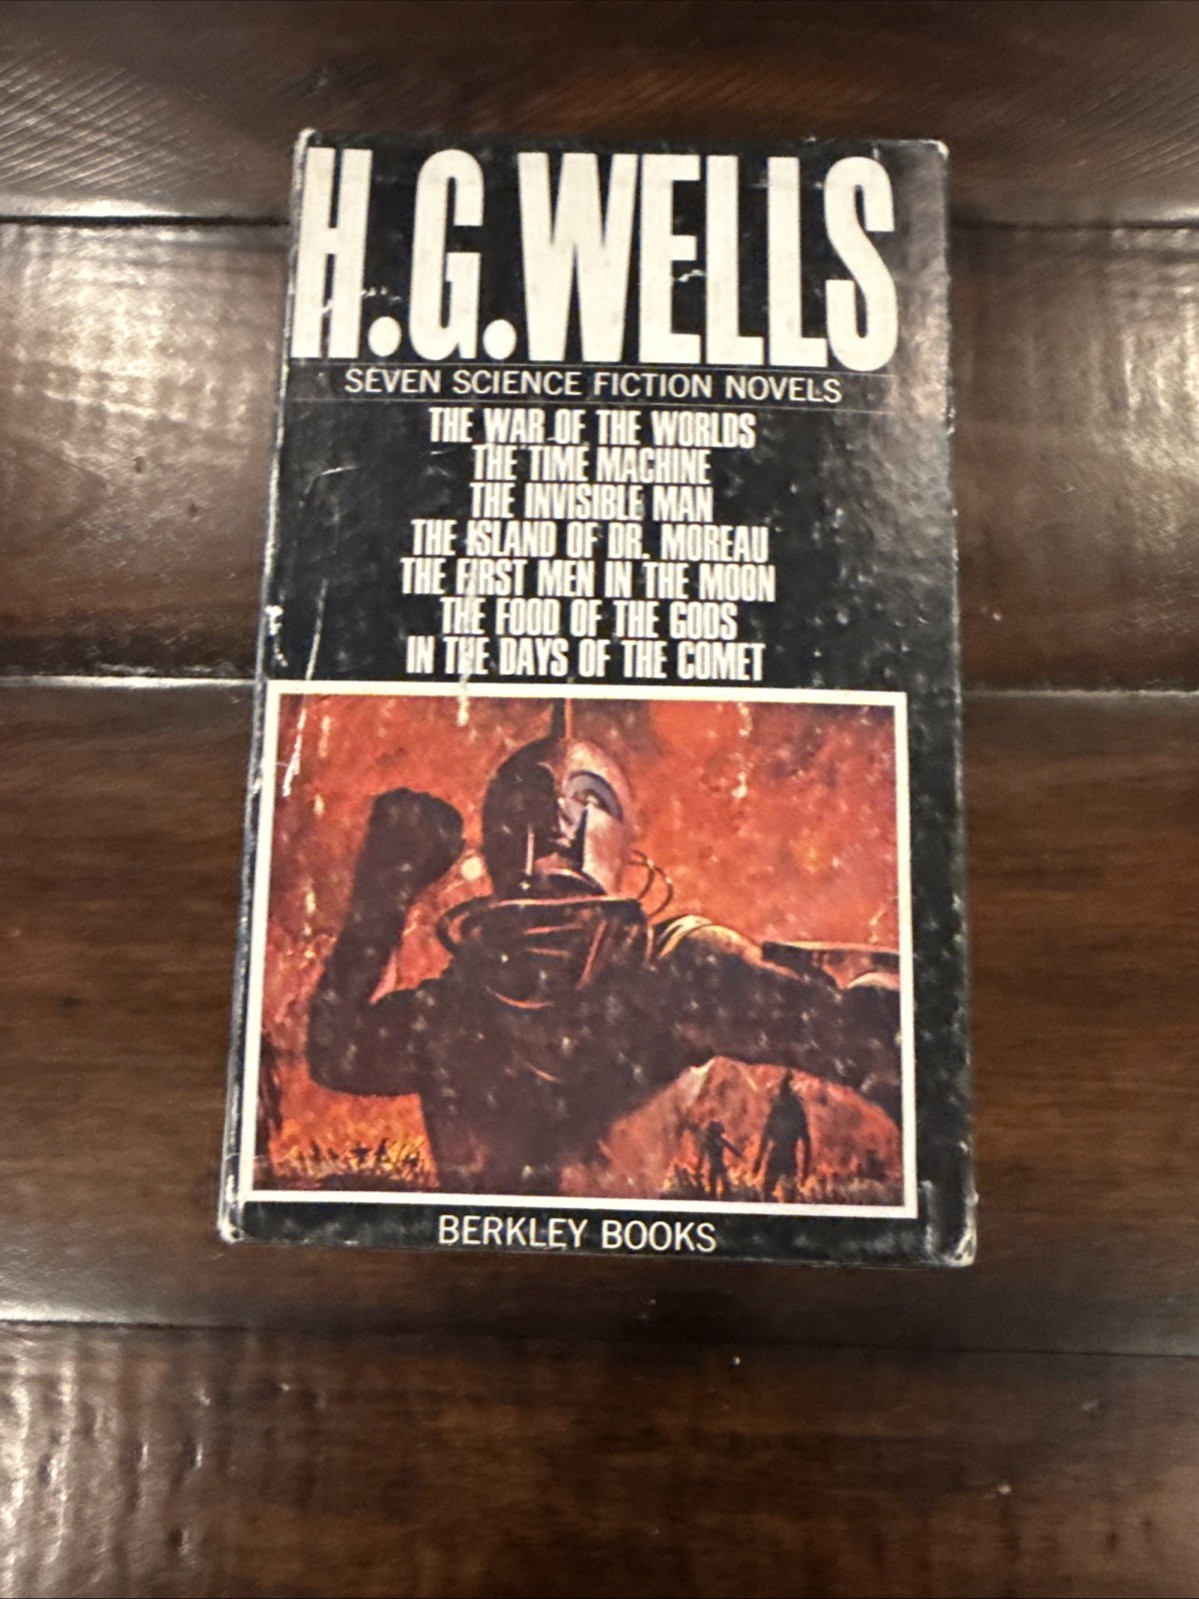 H.G.WELLS
SEVEN SCIENCE FICTION NOVELS
THE WAR OF THE WORLDS
THE TIME MACHINE
THE INVISIBLE MAN
THE ISLAND OF DR. MOREAU
THE FIRST MEN IN THE MOON
THE FOOD OF THE GODS
IN THE DAYS OF THE COMET
BERKLEY BOOKS